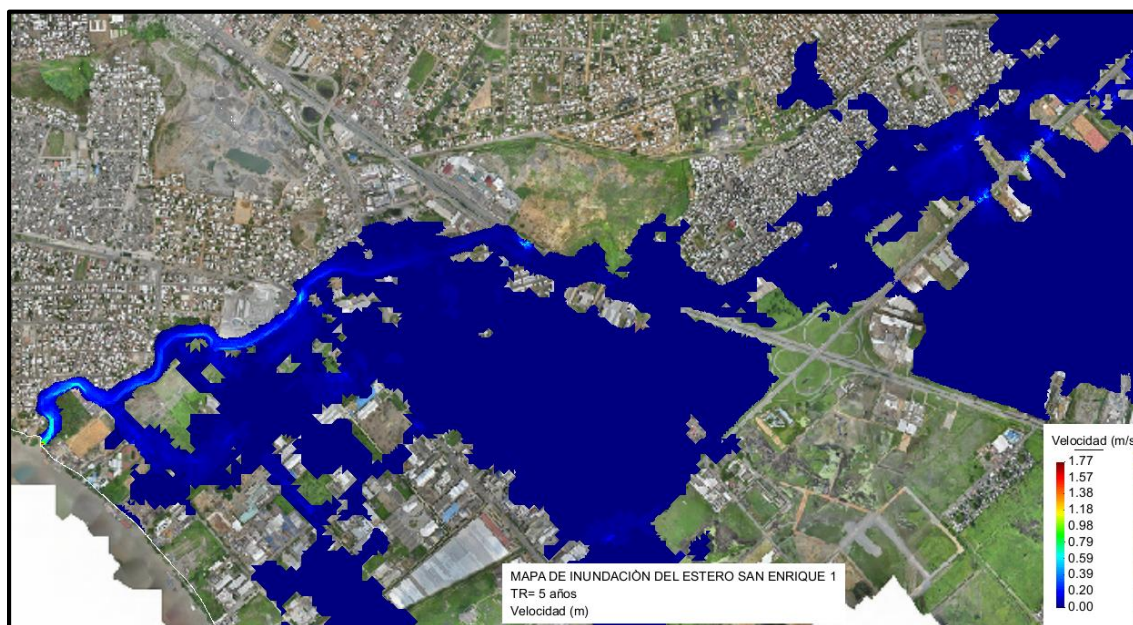 Velocidad (m/s
1.77
1.57
1.38
1.18
0.98
0.79
0.59
0.39
0.20
0.00
MAPA DE INUNDACIÒN DEL ESTERO SAN ENRIQUE 1
TR= 5 años
Velocidad (m)